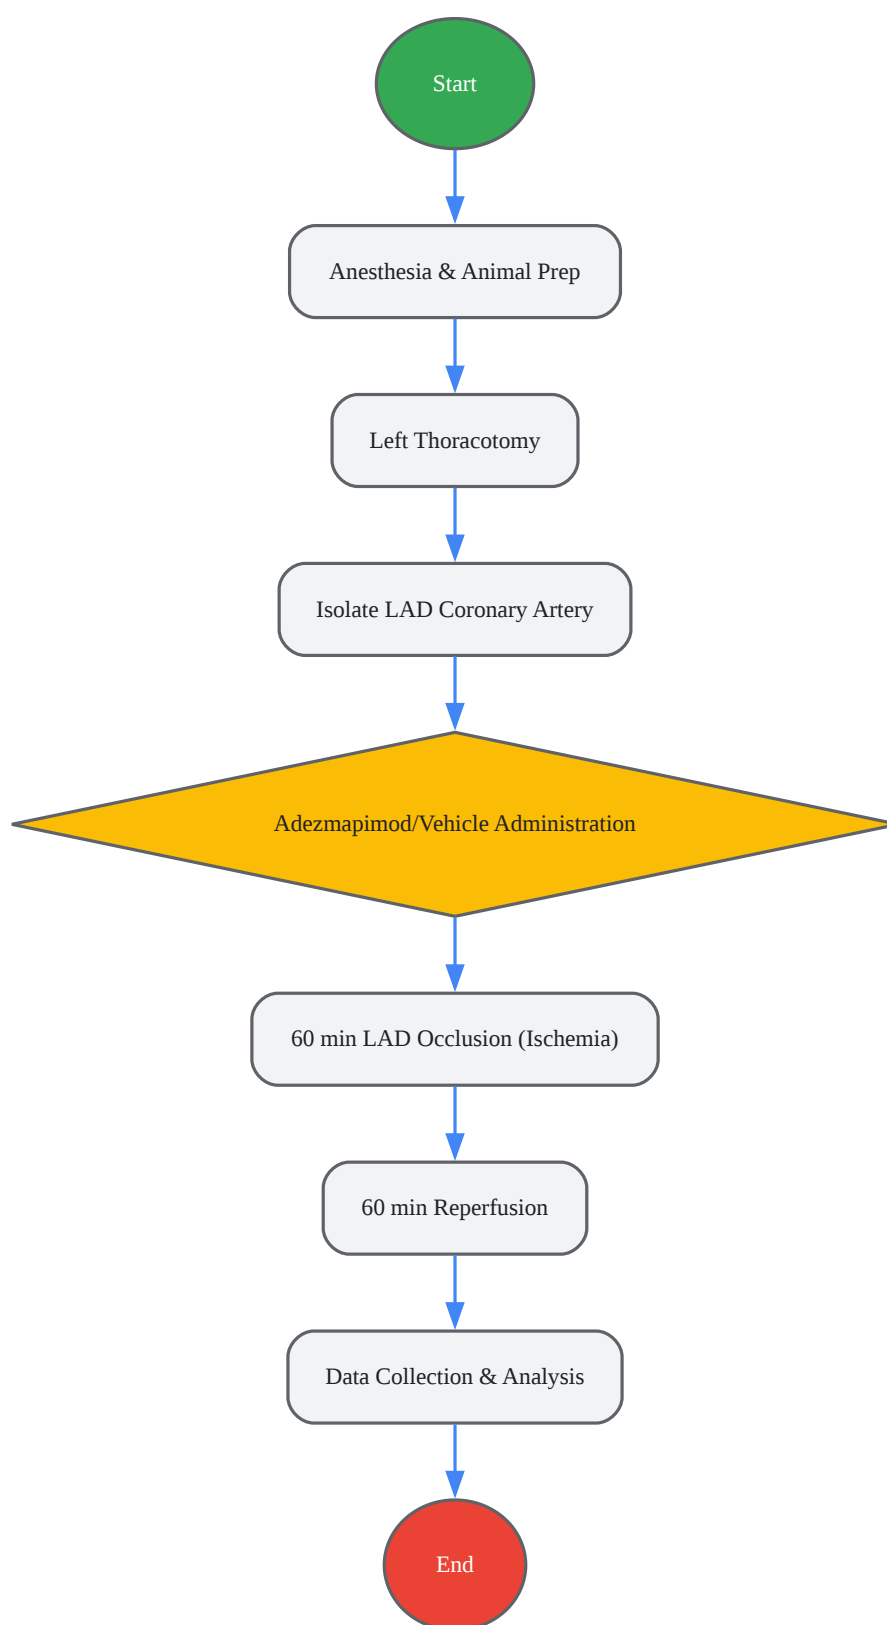 Start
Anesthesia & Animal Prep
Left Thoracotomy
Isolate LAD Coronary Artery
Adezmapimod/Vehicle Administration
60 min LAD Occlusion (Ischemia)
60 min Reperfusion
Data Collection & Analysis
End